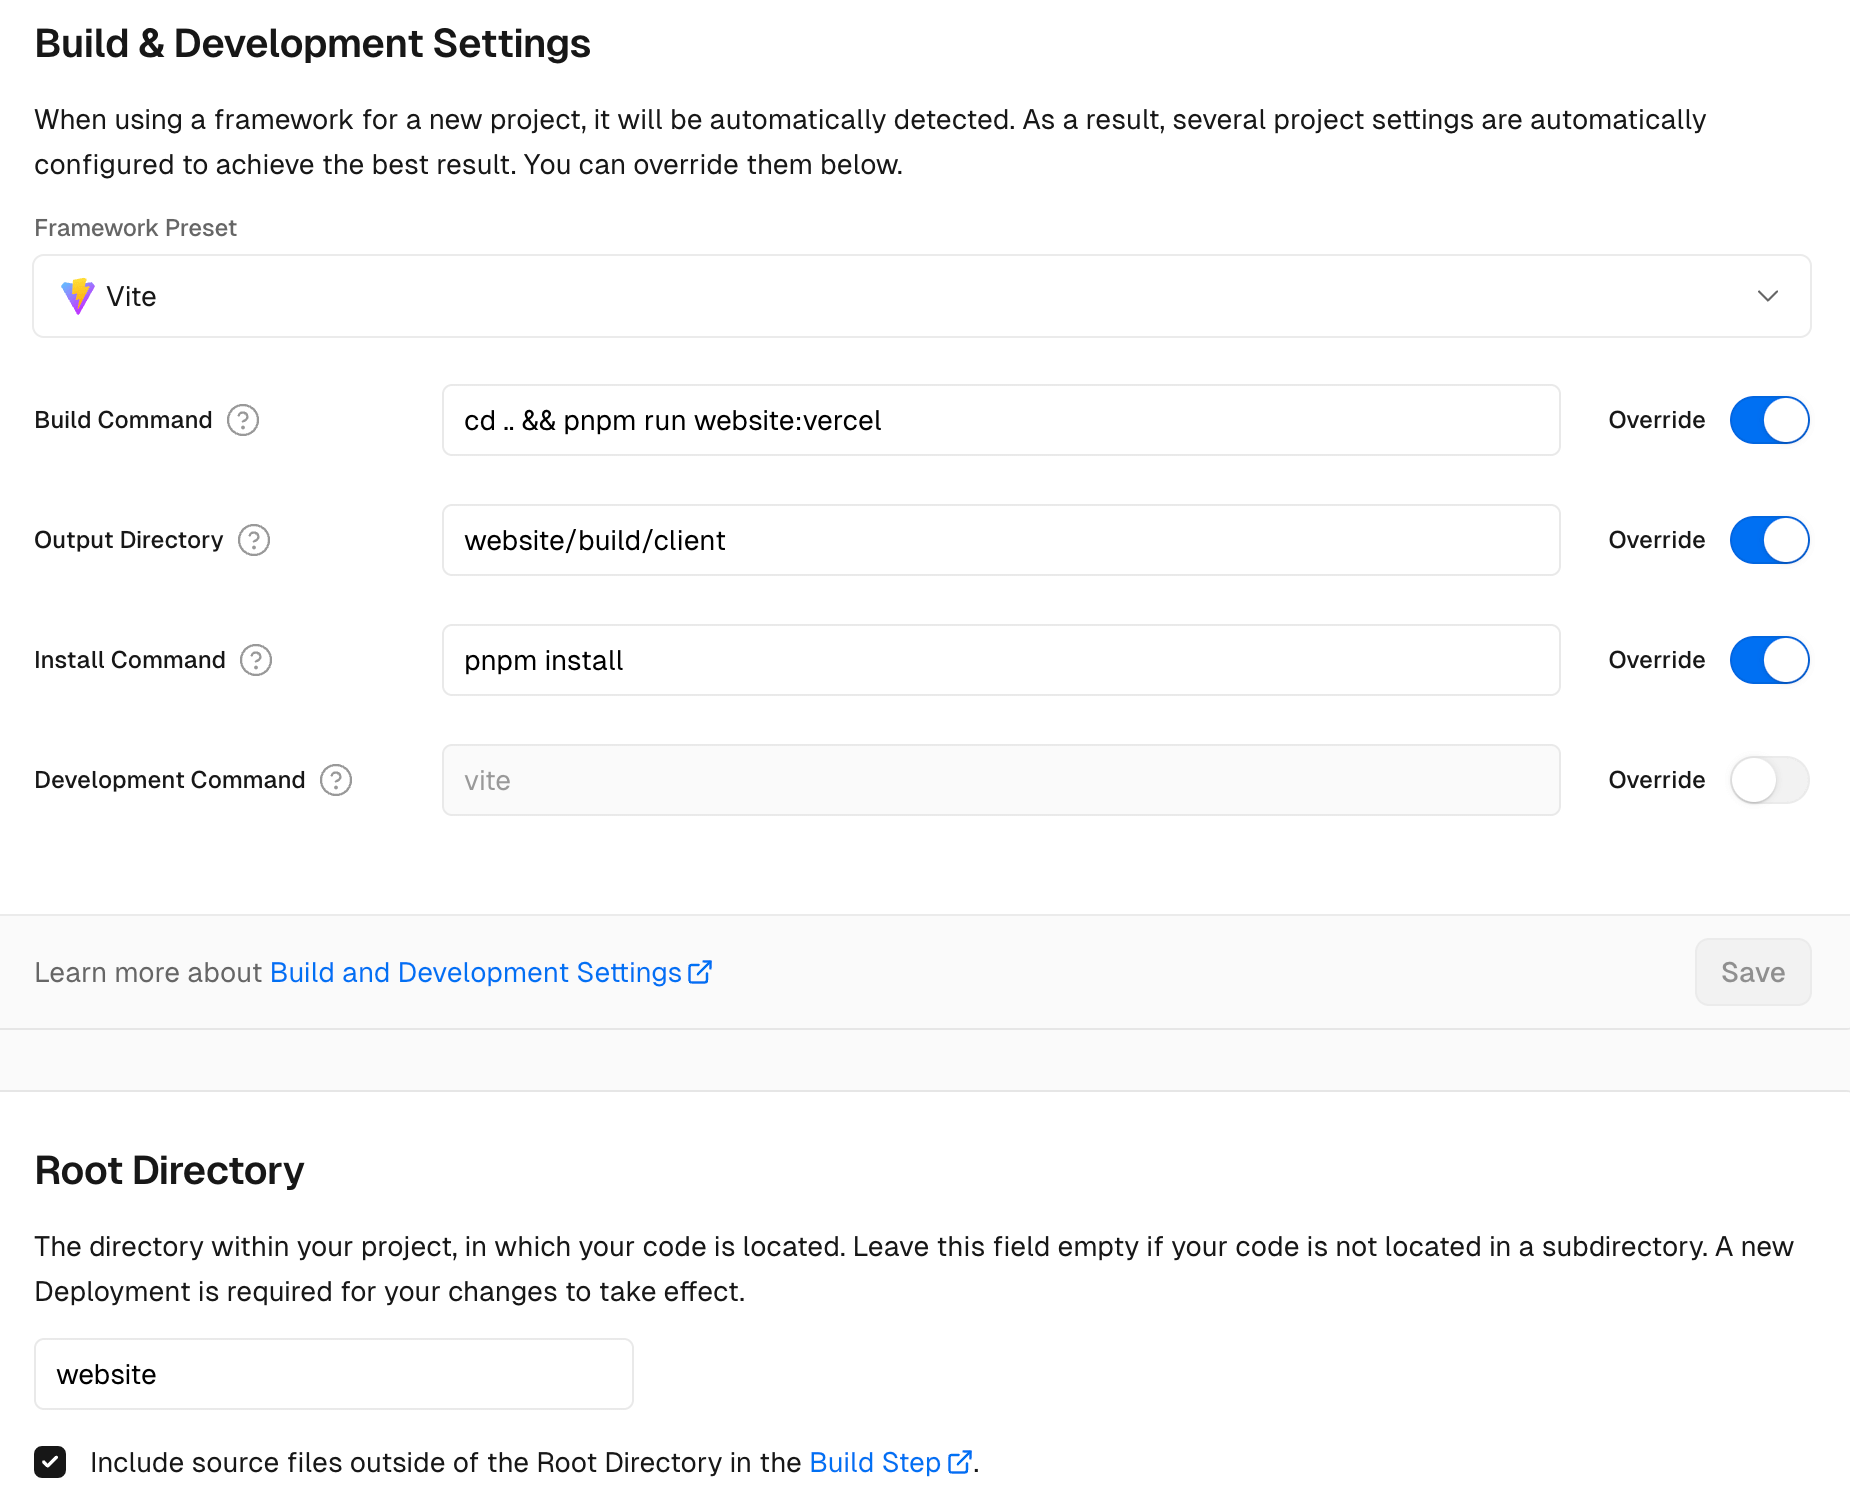 Build & Development Settings
When using a framework for a new project, it will be automatically detected. As a result, several project settings are automatically
configured to achieve the best result. You can override them below.
Framework Preset
Vite
Build Command ? cd .. && pnpm run website:vercel Override
Output Directory ? website/build/client Override
Install Command ? pnpm install Override
Development Command ? vite Override
Learn more about Build and Development Settings Save
Root Directory
The directory within your project, in which your code is located. Leave this field empty if your code is not located in a subdirectory. A new
Deployment is required for your changes to take effect.
website
Include source files outside of the Root Directory in the Build Step.